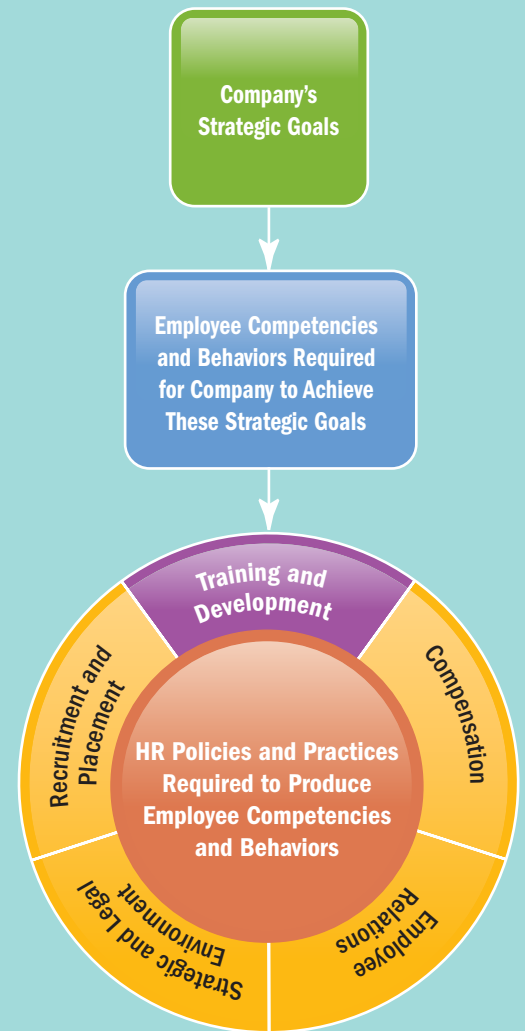 Company's
Strategic Goals
Employee Competencies
and Behaviors Required
for Company to Achieve
These Strategic Goals
Training and
Development
Recruitment and
Placement
Compensation
HR Policies and Practices
Required to Produce
Employee Competencies
and Behaviors
Strategic and Legal
Environment
Employee
Relations